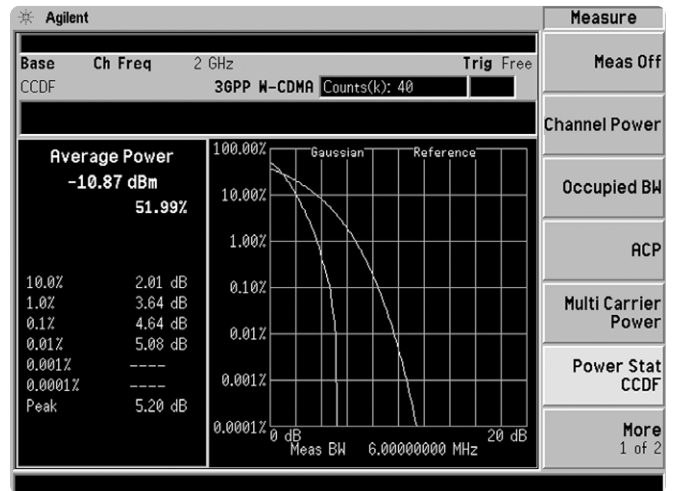 Agilent
Measure
Base Ch Freq 2 GHz Trig Free
CCDF 3GPP W-CDMA Counts(k): 40
Average Power
-10.87 dBm
51.99%
10.0% 2.01 dB
1.0% 3.64 dB
0.1% 4.64 dB
0.01% 5.08 dB
0.001% ----
0.0001% ----
Peak 5.20 dB
Gaussian Reference
100.00%
10.00%
1.00%
0.10%
0.01%
0.001%
0.0001%
0 dB 20 dB
Meas BW 6.00000000 MHz
Meas Off
Channel Power
Occupied BW
ACP
Multi Carrier
Power
Power Stat
CCDF
More
1 of 2